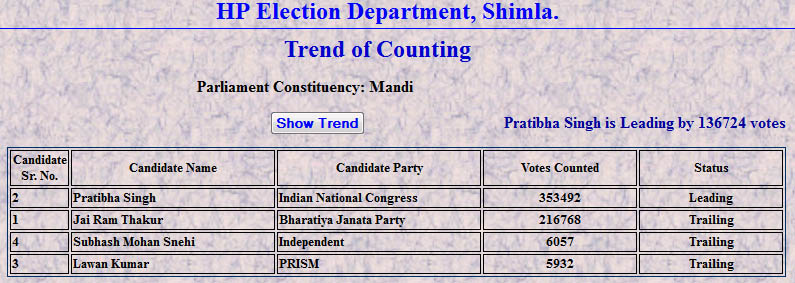 HP Election Department, Shimla.
Trend of Counting
Parliament Constituency: Mandi
Show Trend Pratibha Singh is Leading by 136724 votes
Candidate Sr. No. Candidate Name Candidate Party Votes Counted Status
2 Pratibha Singh Indian National Congress 353492 Leading
1 Jai Ram Thakur Bharatiya Janata Party 216768 Trailing
4 Subhash Mohan Snehi Independent 6057 Trailing
3 Lawan Kumar PRISM 5932 Trailing